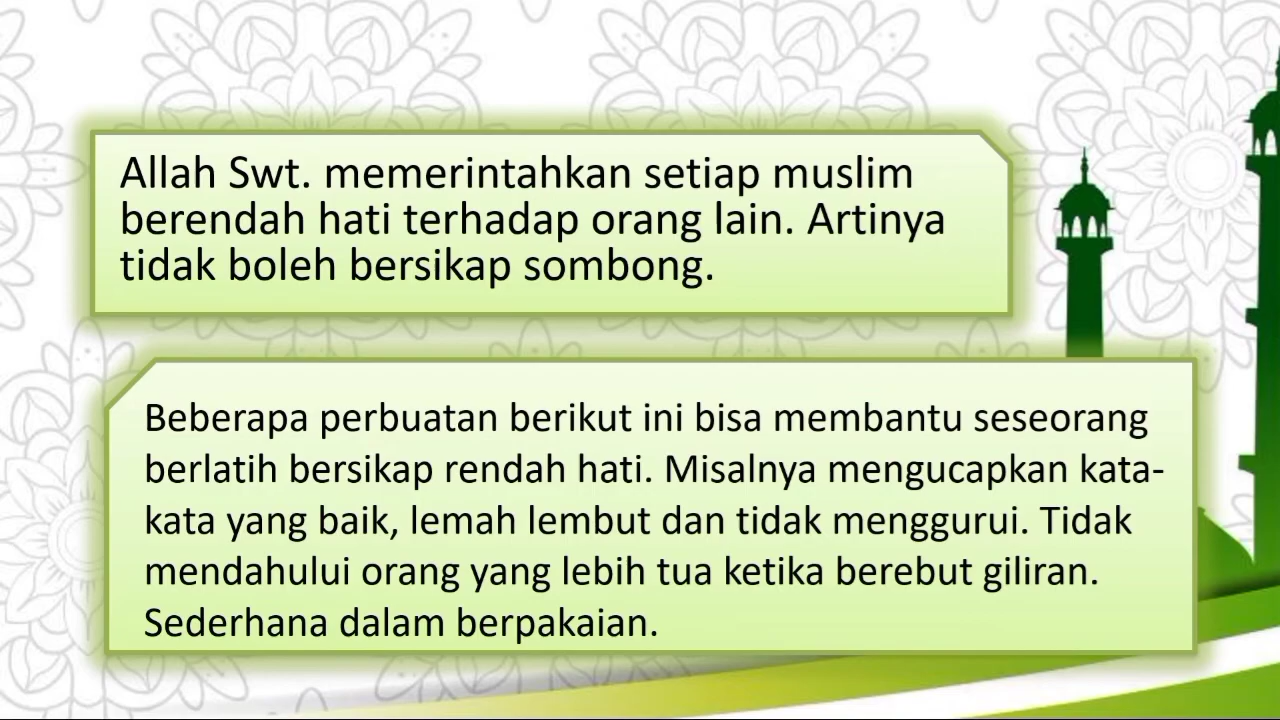 Allah Swt. memerintahkan setiap muslim
berendah hati terhadap orang lain. Artinya
tidak boleh bersikap sombong.
Beberapa perbuatan berikut ini bisa membantu seseorang
berlatih bersikap rendah hati. Misalnya mengucapkan kata-
kata yang baik, lemah lembut dan tidak menggurui. Tidak
mendahului orang yang lebih tua ketika berebut giliran.
Sederhana dalam berpakaian.